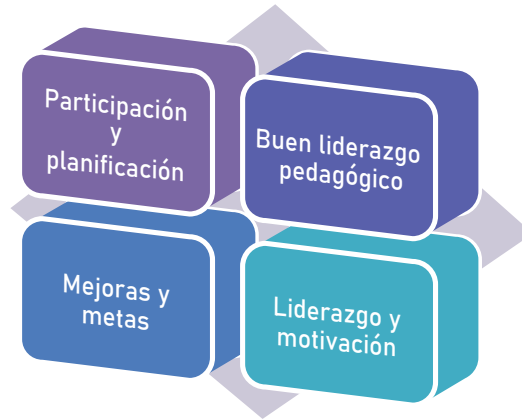 Participación
y
planificación
Buen liderazgo
pedagógico
Mejoras y
metas
Liderazgo y
motivación